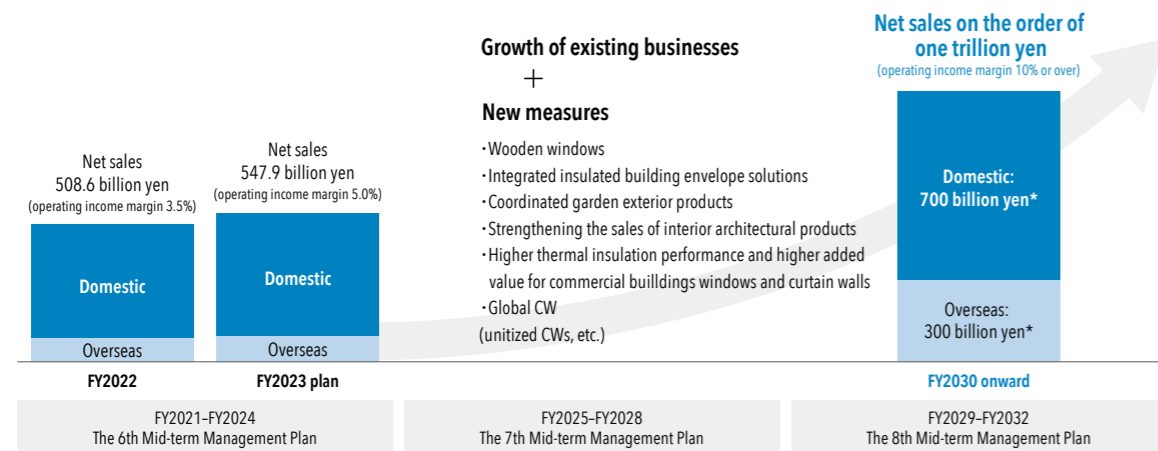 Net sales
508.6 billion yen
(operating income margin 3.5%)
Domestic
Overseas
FY2022
Net sales
547.9 billion yen
(operating income margin 5.0%)
Domestic
Overseas
FY2023 plan
FY2021–FY2024
The 6th Mid-term Management Plan
Growth of existing businesses
+
New measures
・Wooden windows
・Integrated insulated building envelope solutions
・Coordinated garden exterior products
・Strengthening the sales of interior architectural products
・Higher thermal insulation performance and higher added
value for commercial builldings windows and curtain walls
・Global CW
(unitized CWs, etc.)
FY2025–FY2028
The 7th Mid-term Management Plan
Net sales on the order of
one trillion yen
(operating income margin 10% or over)
Domestic:
700 billion yen*
Overseas:
300 billion yen*
FY2030 onward
FY2029–FY2032
The 8th Mid-term Management Plan